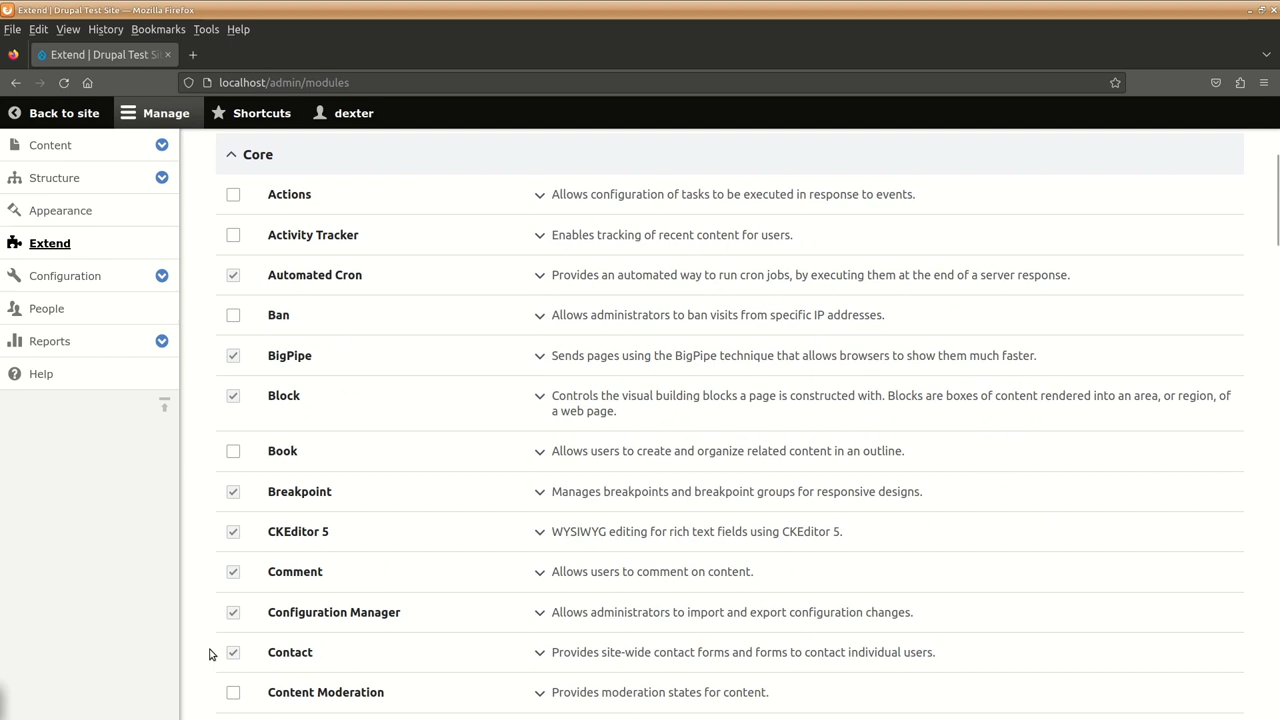 Extend | Drupal Test Site — Mozilla Firefox
File Edit View History Bookmarks Tools Help
Extend | Drupal Test Sit
localhost/admin/modules
Back to site Manage Shortcuts dexter
Content
Structure
Appearance
Extend
Configuration
People
Reports
Help
Core
Actions Allows configuration of tasks to be executed in response to events.
Activity Tracker Enables tracking of recent content for users.
Automated Cron Provides an automated way to run cron jobs, by executing them at the end of a server response.
Ban Allows administrators to ban visits from specific IP addresses.
BigPipe Sends pages using the BigPipe technique that allows browsers to show them much faster.
Block Controls the visual building blocks a page is constructed with. Blocks are boxes of content rendered into an area, or region, of
a web page.
Book Allows users to create and organize related content in an outline.
Breakpoint Manages breakpoints and breakpoint groups for responsive designs.
CKEditor 5 WYSIWYG editing for rich text fields using CKEditor 5.
Comment Allows users to comment on content.
Configuration Manager Allows administrators to import and export configuration changes.
Contact Provides site-wide contact forms and forms to contact individual users.
Content Moderation Provides moderation states for content.